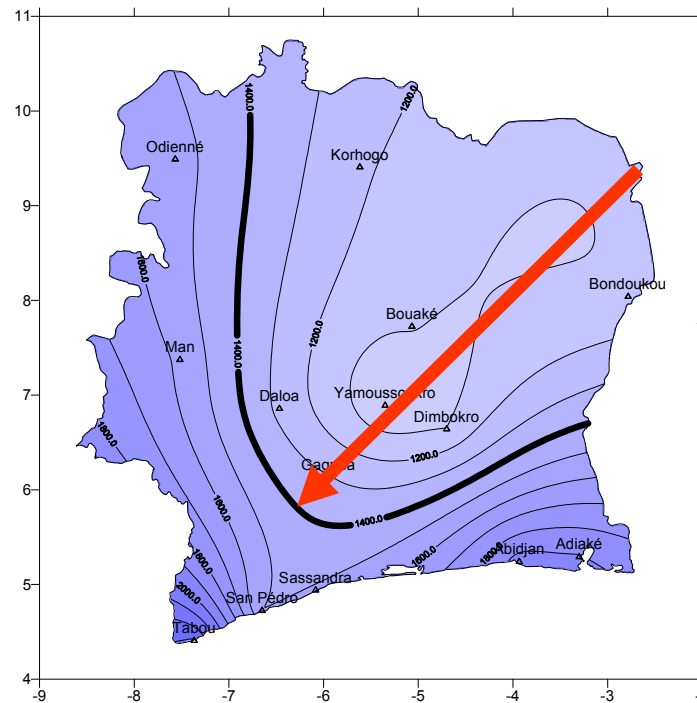 11
10
9
8
7
6
5
4
-9
-8
-7
-6
-5
-4
-3
1400.0
1200.0
Odienné
Korhogo
1600.0
Bondoukou
Bouaké
1200.0
Man
1400.0
Daloa
Yamoussoukro
Dimbokro
1800.0
Gagnoa
1200.0
1600.0
1400.0
1600.0
1800.0
Abidjan
Adiaké
1800.0
2000.0
Sassandra
San Pédro
Tabou